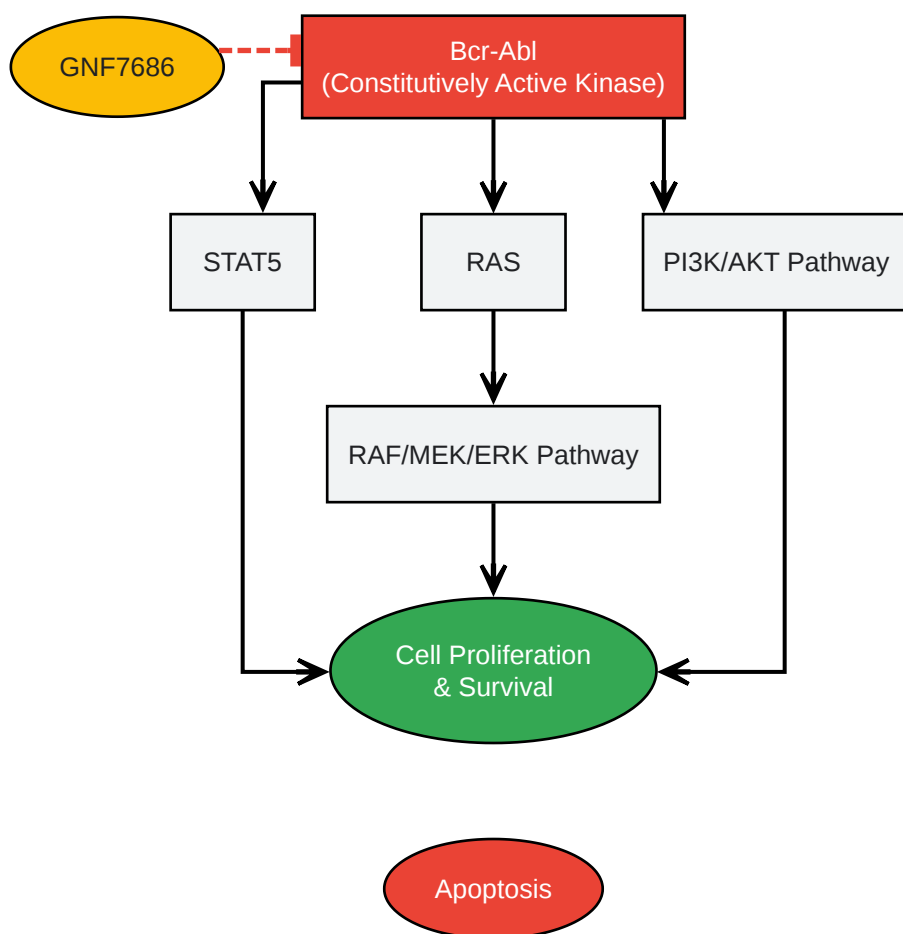 GNF7686
Bcr-Abl
(Constitutively Active Kinase)
STAT5
RAS
PI3K/AKT Pathway
RAF/MEK/ERK Pathway
Cell Proliferation
& Survival
Apoptosis